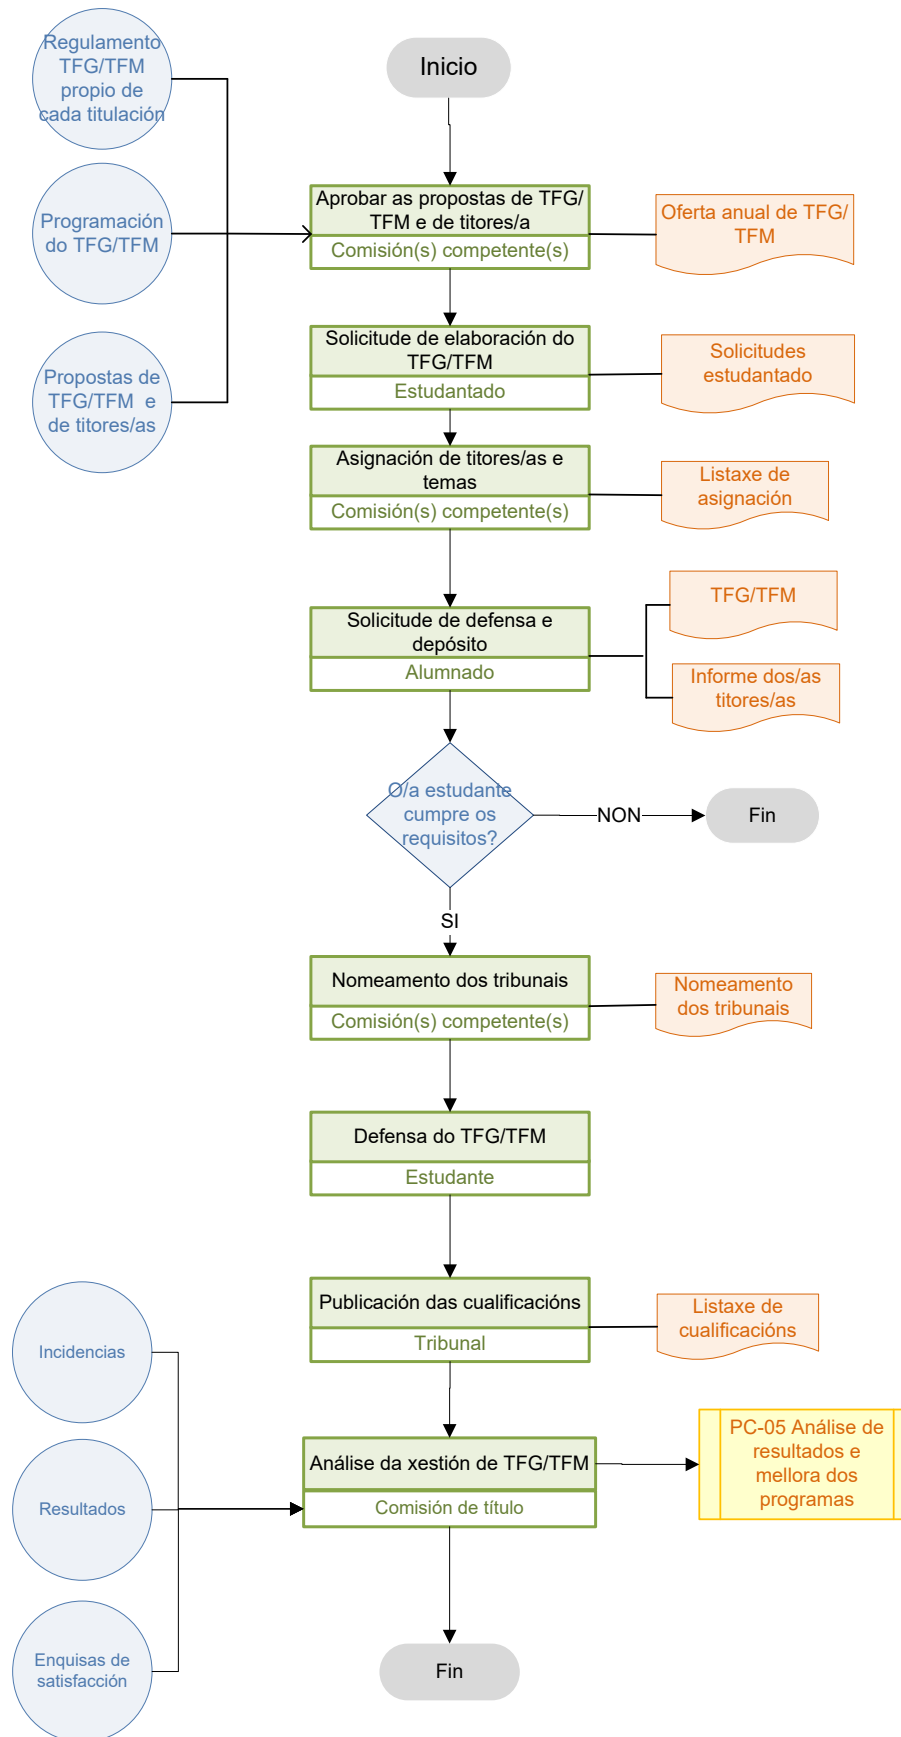 Regulamento
TFG/TFM
propio de
cada titulación
Inicio
Programación
do TFG/TFM
Aprobar as propostas de TFG/
TFM e de titores/a
Comisión(s) competente(s)
Oferta anual de TFG/
TFM
Propostas de
TFG/TFM e
de titores/as
Solicitude de elaboración do
TFG/TFM
Estudantado
Solicitudes
estudantado
Asignación de titores/as e
temas
Comisión(s) competente(s)
Listaxe de
asignación
Solicitude de defensa e
depósito
Alumnado
TFG/TFM
Informe dos/as
titores/as
O/a estudante
cumpre os
requisitos?
NON
Fin
SI
Nomeamento dos tribunais
Comisión(s) competente(s)
Nomeamento
dos tribunais
Defensa do TFG/TFM
Estudante
Publicación das cualificacións
Tribunal
Listaxe de
cualificacións
Incidencias
Resultados
Enquisas de
satisfacción
Análise da xestión de TFG/TFM
Comisión de título
PC-05 Análise de
resultados e
mellora dos
programas
Fin